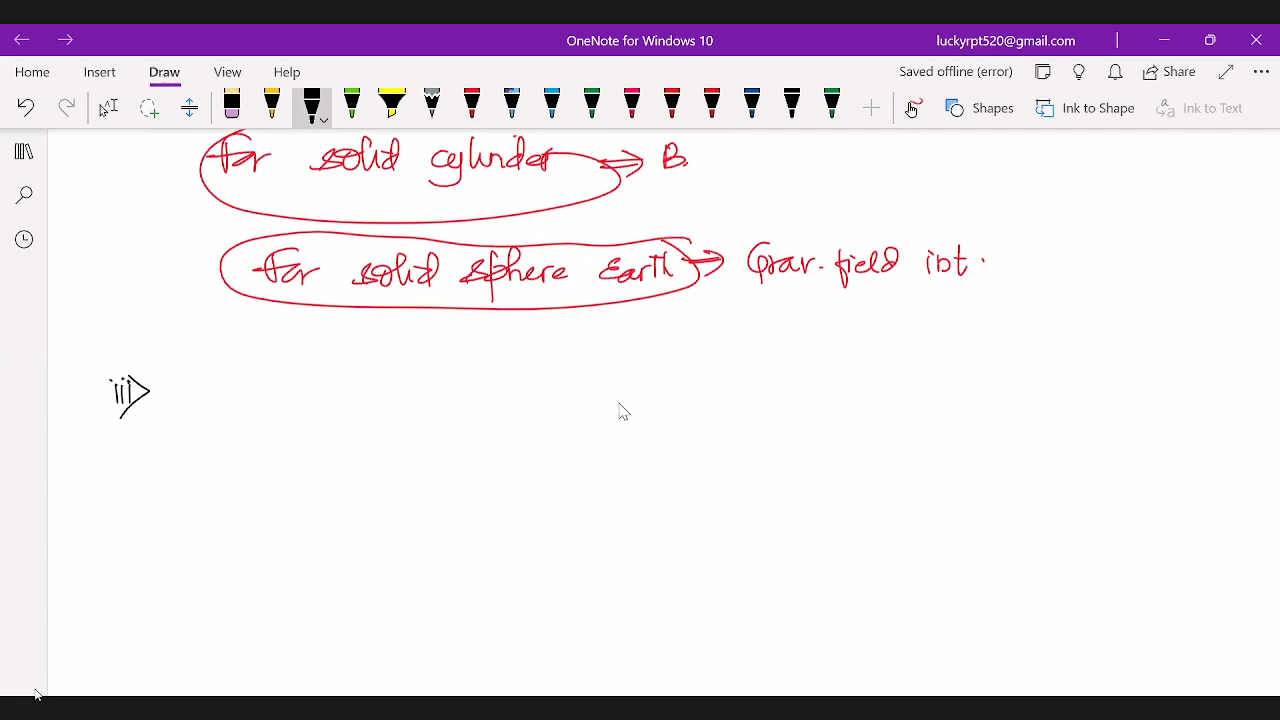 OneNote for Windows 10
luckyrpt520@gmail.com
Home Insert Draw View Help
Saved offline (error) Share
Shapes Ink to Shape Ink to Text
For solid cylinder ⇒ B.
For solid sphere Earth ⇒ Grav. field int.
iii>